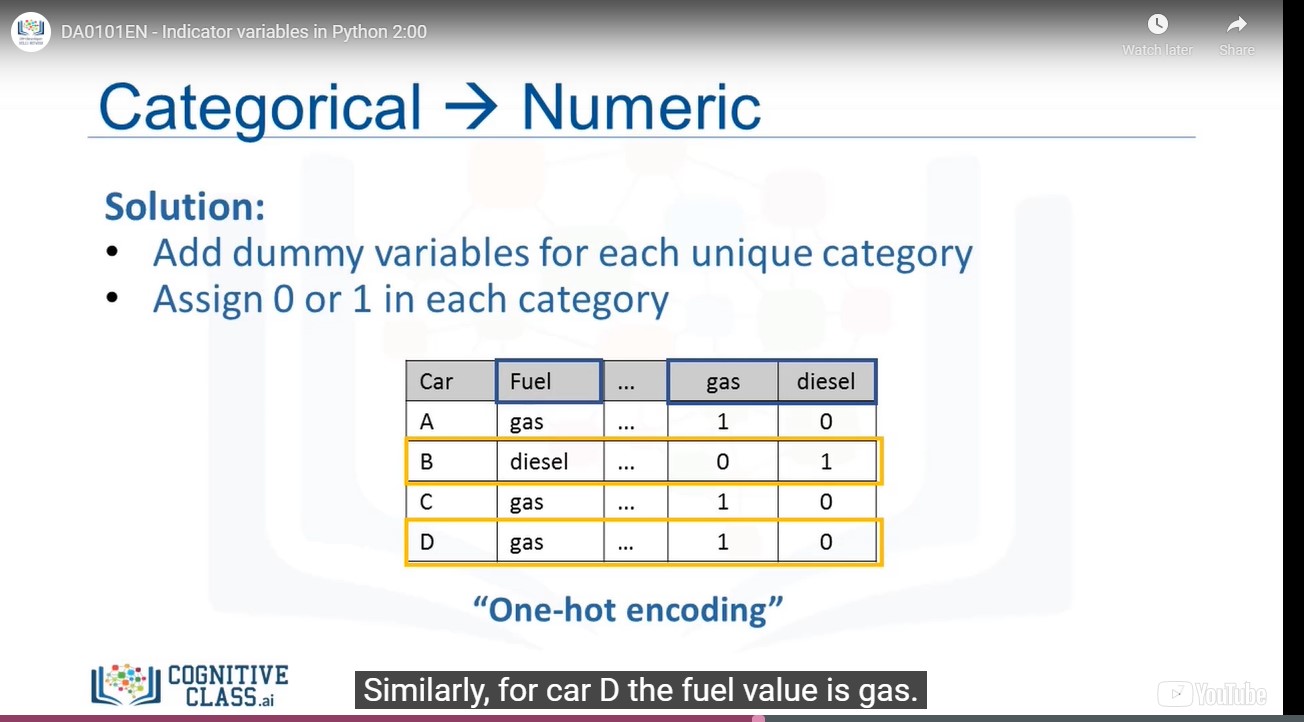 DA0101EN - Indicator variables in Python 2:00
Watch later
Share
Categorical → Numeric
Solution:
• Add dummy variables for each unique category
• Assign 0 or 1 in each category
Car Fuel ... gas diesel
A gas ... 1 0
B diesel ... 0 1
C gas ... 1 0
D gas ... 1 0
“One-hot encoding”
COGNITIVE
CLASS.ai
Similarly, for car D the fuel value is gas.
YouTube